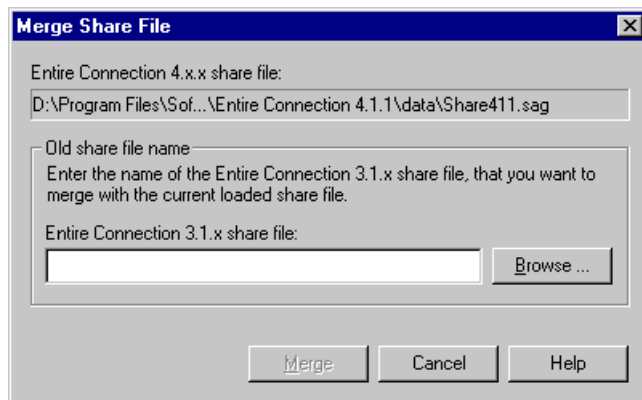 Merge Share File
Entire Connection 4.x.x share file:
D:\Program Files\Sof...\Entire Connection 4.1.1\data\Share411.sag
Old share file name
Enter the name of the Entire Connection 3.1.x share file, that you want to
merge with the current loaded share file.
Entire Connection 3.1.x share file:
Browse ...
Merge Cancel Help